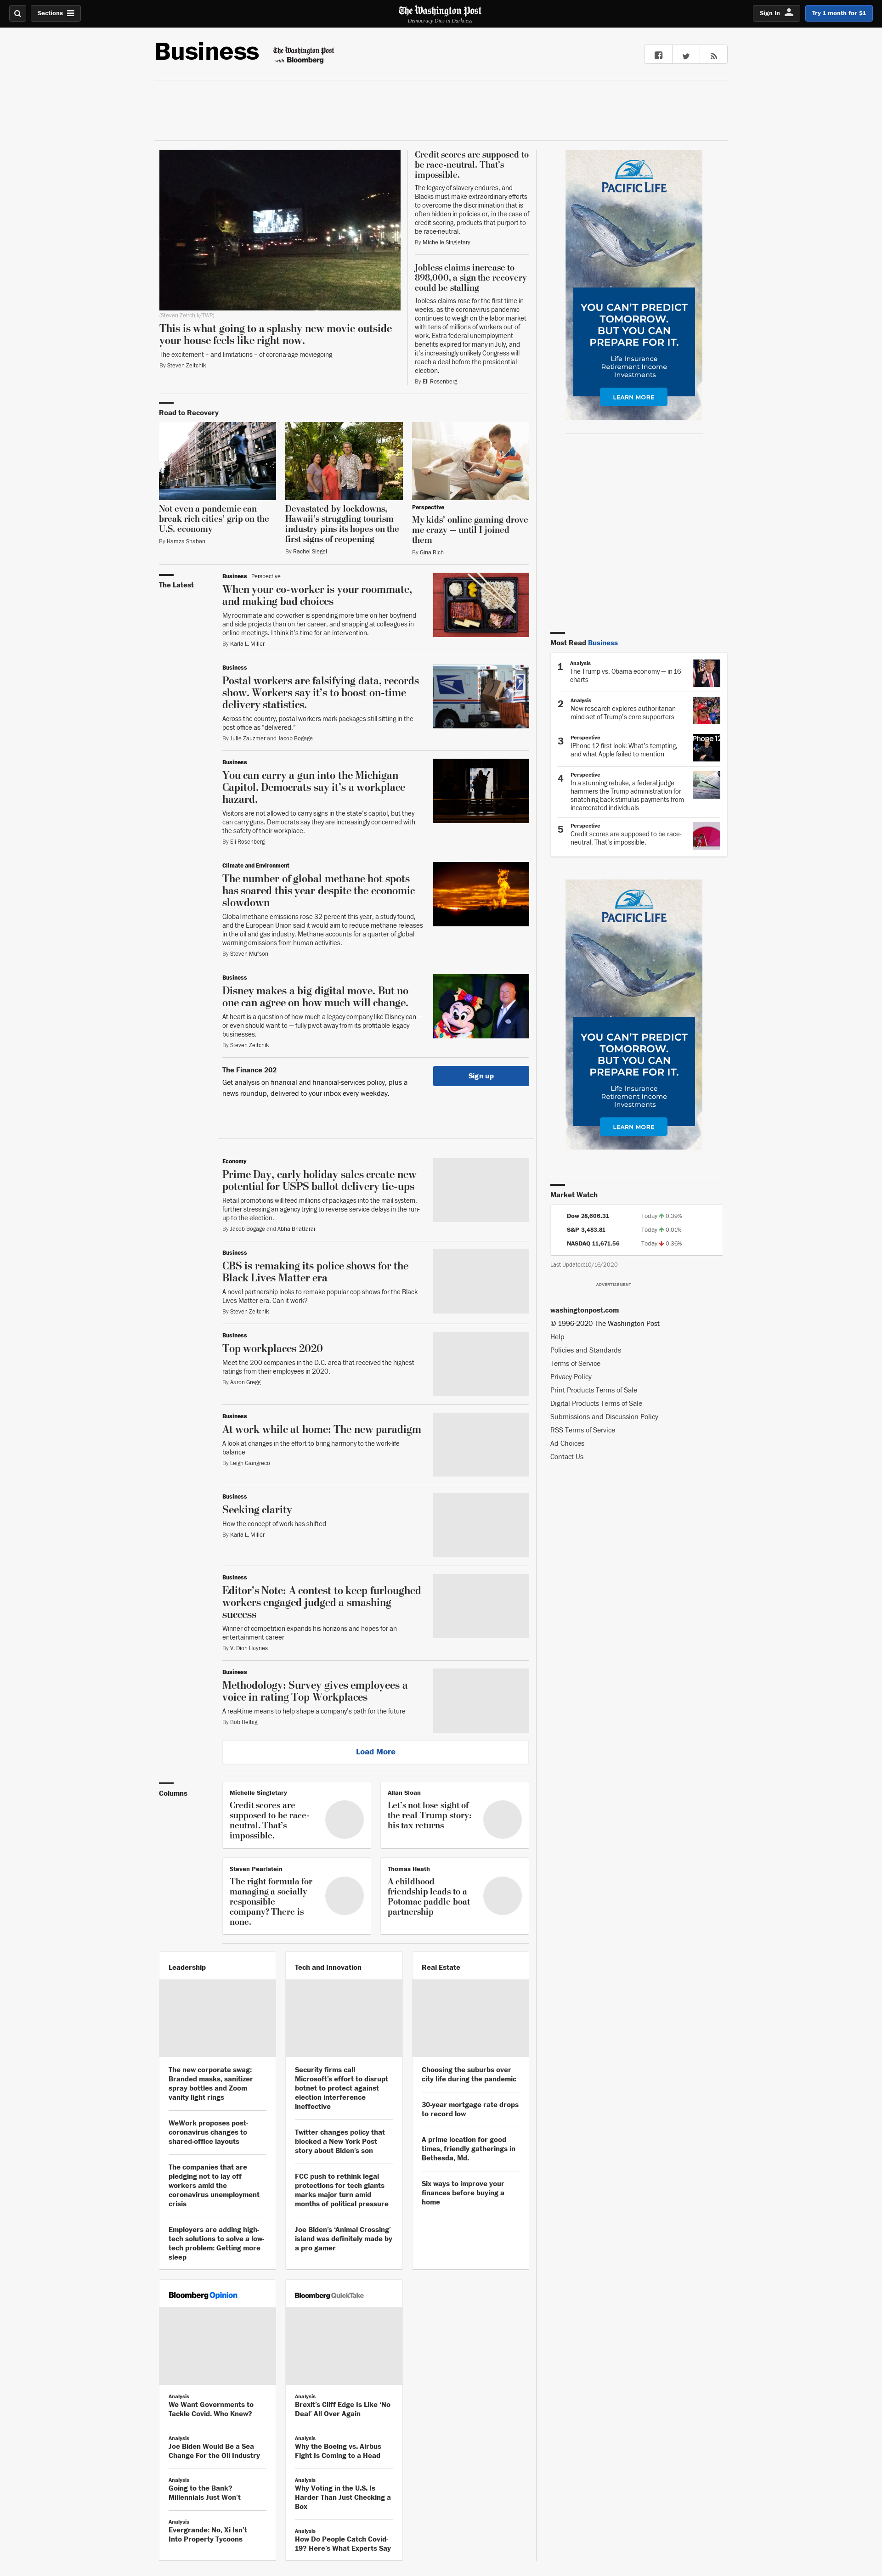 Sections
The Washington Post
Democracy Dies in Darkness
Sign In
Try 1 month for $1
Business
The Washington Post
with Bloomberg
(Steven Zeitchik/TWP)
This is what going to a splashy new movie outside
your house feels like right now.
The excitement – and limitations – of corona-age moviegoing
By Steven Zeitchik
Credit scores are supposed to
be race-neutral. That’s
impossible.
The legacy of slavery endures, and
Blacks must make extraordinary efforts
to overcome the discrimination that is
often hidden in policies or, in the case of
credit scoring, products that purport to
be race-neutral.
By Michelle Singletary
Jobless claims increase to
898,000, a sign the recovery
could be stalling
Jobless claims rose for the first time in
weeks, as the coronavirus pandemic
continues to weigh on the labor market
with tens of millions of workers out of
work. Extra federal unemployment
benefits expired for many in July, and
it’s increasingly unlikely Congress will
reach a deal before the presidential
election.
By Eli Rosenberg
PACIFIC LIFE
YOU CAN’T PREDICT
TOMORROW.
BUT YOU CAN
PREPARE FOR IT.
Life Insurance
Retirement Income
Investments
LEARN MORE
Road to Recovery
Not even a pandemic can
break rich cities’ grip on the
U.S. economy
By Hamza Shaban
Devastated by lockdowns,
Hawaii’s struggling tourism
industry pins its hopes on the
first signs of reopening
By Rachel Siegel
Perspective
My kids’ online gaming drove
me crazy — until I joined
them
By Gina Rich
The Latest
Business Perspective
When your co-worker is your roommate,
and making bad choices
My roommate and co-worker is spending more time on her boyfriend
and side projects than on her career, and snapping at colleagues in
online meetings. I think it’s time for an intervention.
By Karla L. Miller
Business
Postal workers are falsifying data, records
show. Workers say it’s to boost on-time
delivery statistics.
Across the country, postal workers mark packages still sitting in the
post office as “delivered.”
By Julie Zauzmer and Jacob Bogage
Business
You can carry a gun into the Michigan
Capitol. Democrats say it’s a workplace
hazard.
Visitors are not allowed to carry signs in the state’s capitol, but they
can carry guns. Democrats say they are increasingly concerned with
the safety of their workplace.
By Eli Rosenberg
Climate and Environment
The number of global methane hot spots
has soared this year despite the economic
slowdown
Global methane emissions rose 32 percent this year, a study found,
and the European Union said it would aim to reduce methane releases
in the oil and gas industry. Methane accounts for a quarter of global
warming emissions from human activities.
By Steven Mufson
Business
Disney makes a big digital move. But no
one can agree on how much will change.
At heart is a question of how much a legacy company like Disney can —
or even should want to — fully pivot away from its profitable legacy
businesses.
By Steven Zeitchik
The Finance 202
Get analysis on financial and financial-services policy, plus a
news roundup, delivered to your inbox every weekday.
Sign up
Economy
Prime Day, early holiday sales create new
potential for USPS ballot delivery tie-ups
Retail promotions will feed millions of packages into the mail system,
further stressing an agency trying to reverse service delays in the run-
up to the election.
By Jacob Bogage and Abha Bhattarai
Business
CBS is remaking its police shows for the
Black Lives Matter era
A novel partnership looks to remake popular cop shows for the Black
Lives Matter era. Can it work?
By Steven Zeitchik
Business
Top workplaces 2020
Meet the 200 companies in the D.C. area that received the highest
ratings from their employees in 2020.
By Aaron Gregg
Business
At work while at home: The new paradigm
A look at changes in the effort to bring harmony to the work-life
balance
By Leigh Giangreco
Business
Seeking clarity
How the concept of work has shifted
By Karla L. Miller
Business
Editor’s Note: A contest to keep furloughed
workers engaged judged a smashing
success
Winner of competition expands his horizons and hopes for an
entertainment career
By V. Dion Haynes
Business
Methodology: Survey gives employees a
voice in rating Top Workplaces
A real-time means to help shape a company’s path for the future
By Bob Helbig
Load More
Most Read Business
1
Analysis
The Trump vs. Obama economy — in 16
charts
2
Analysis
New research explores authoritarian
mind-set of Trump’s core supporters
3
Perspective
IPhone 12 first look: What’s tempting,
and what Apple failed to mention
Phone 12
4
Perspective
In a stunning rebuke, a federal judge
hammers the Trump administration for
snatching back stimulus payments from
incarcerated individuals
5
Perspective
Credit scores are supposed to be race-
neutral. That’s impossible.
PACIFIC LIFE
YOU CAN’T PREDICT
TOMORROW.
BUT YOU CAN
PREPARE FOR IT.
Life Insurance
Retirement Income
Investments
LEARN MORE
Market Watch
Dow 28,606.31 Today 0.39%
S&P 3,483.81 Today 0.01%
NASDAQ 11,671.56 Today 0.36%
Last Updated:10/16/2020
ADVERTISEMENT
washingtonpost.com
© 1996-2020 The Washington Post
Help
Policies and Standards
Terms of Service
Privacy Policy
Print Products Terms of Sale
Digital Products Terms of Sale
Submissions and Discussion Policy
RSS Terms of Service
Ad Choices
Contact Us
Columns
Michelle Singletary
Credit scores are
supposed to be race-
neutral. That’s
impossible.
Allan Sloan
Let’s not lose sight of
the real Trump story:
his tax returns
Steven Pearlstein
The right formula for
managing a socially
responsible
company? There is
none.
Thomas Heath
A childhood
friendship leads to a
Potomac paddle boat
partnership
Leadership
The new corporate swag:
Branded masks, sanitizer
spray bottles and Zoom
vanity light rings
WeWork proposes post-
coronavirus changes to
shared-office layouts
The companies that are
pledging not to lay off
workers amid the
coronavirus unemployment
crisis
Employers are adding high-
tech solutions to solve a low-
tech problem: Getting more
sleep
Tech and Innovation
Security firms call
Microsoft’s effort to disrupt
botnet to protect against
election interference
ineffective
Twitter changes policy that
blocked a New York Post
story about Biden’s son
FCC push to rethink legal
protections for tech giants
marks major turn amid
months of political pressure
Joe Biden’s ‘Animal Crossing’
island was definitely made by
a pro gamer
Real Estate
Choosing the suburbs over
city life during the pandemic
30-year mortgage rate drops
to record low
A prime location for good
times, friendly gatherings in
Bethesda, Md.
Six ways to improve your
finances before buying a
home
Bloomberg Opinion
Analysis
We Want Governments to
Tackle Covid. Who Knew?
Analysis
Joe Biden Would Be a Sea
Change For the Oil Industry
Analysis
Going to the Bank?
Millennials Just Won’t
Analysis
Evergrande: No, Xi Isn’t
Into Property Tycoons
Bloomberg QuickTake
Analysis
Brexit’s Cliff Edge Is Like ‘No
Deal’ All Over Again
Analysis
Why the Boeing vs. Airbus
Fight Is Coming to a Head
Analysis
Why Voting in the U.S. Is
Harder Than Just Checking a
Box
Analysis
How Do People Catch Covid-
19? Here’s What Experts Say